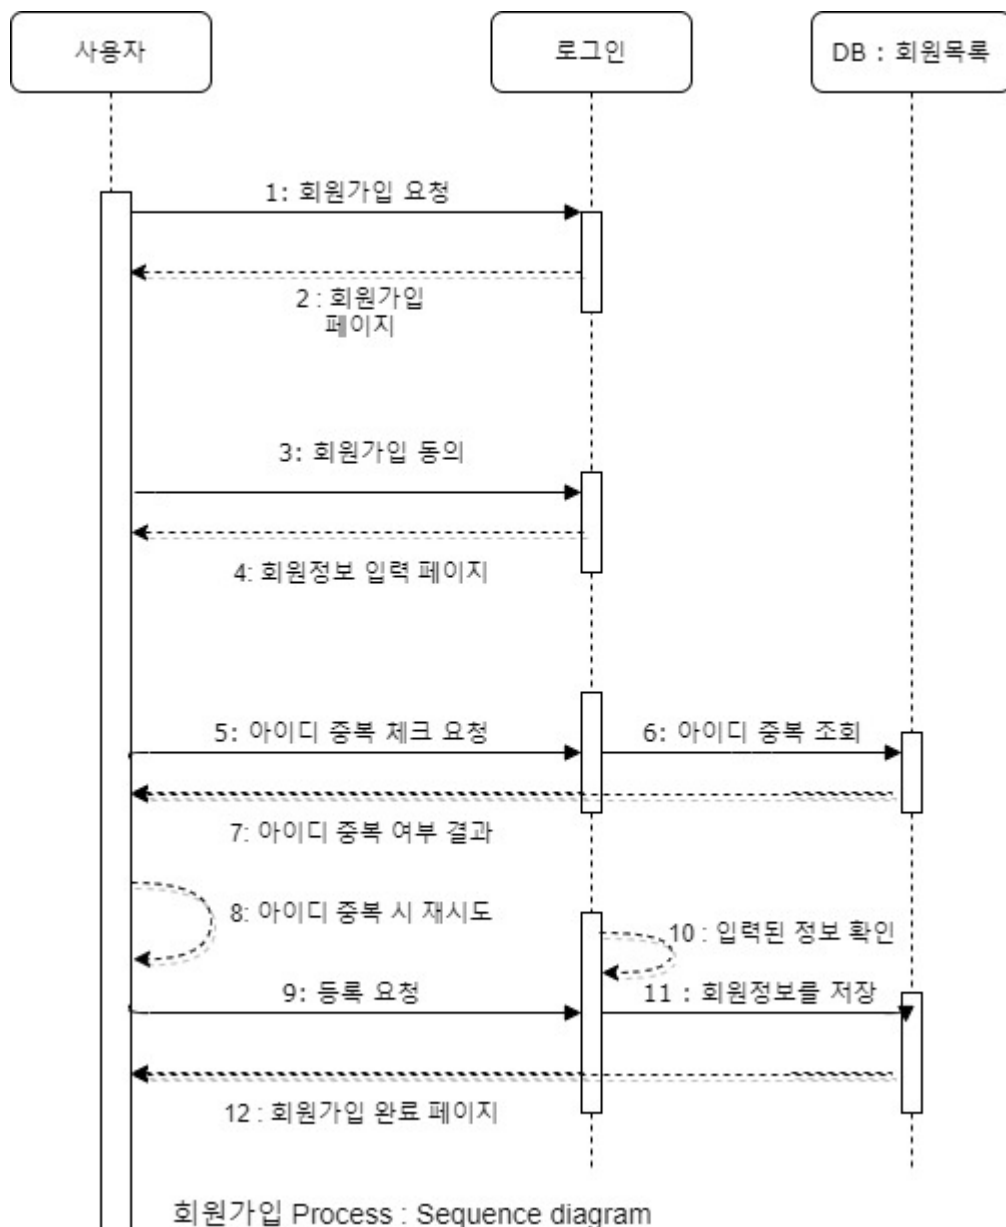 사용자
로그인
DB : 회원목록
1: 회원가입 요청
2 : 회원가입
페이지
3: 회원가입 동의
4: 회원정보 입력 페이지
5: 아이디 중복 체크 요청
6: 아이디 중복 조회
7: 아이디 중복 여부 결과
8: 아이디 중복 시 재시도
10 : 입력된 정보 확인
9: 등록 요청
11 : 회원정보를 저장
12 : 회원가입 완료 페이지
회원가입 Process : Sequence diagram